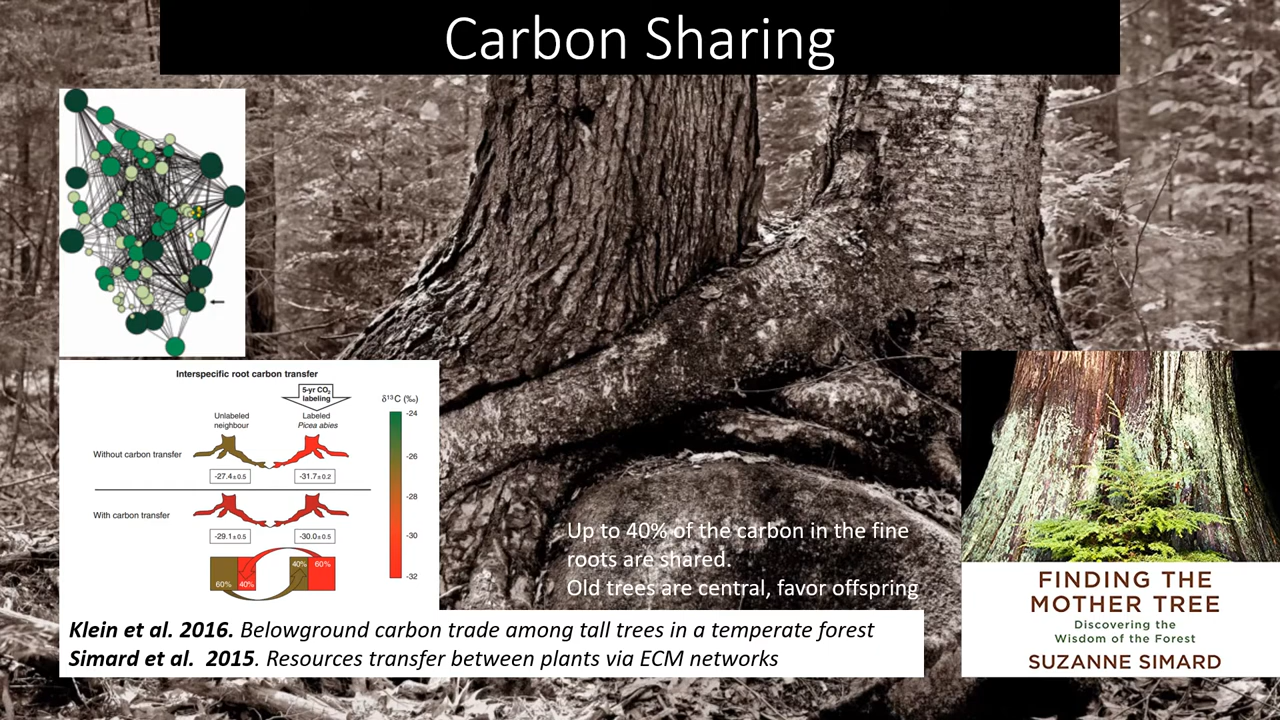 Carbon Sharing
Interspecific root carbon transfer
5-yr CO₂
labeling
δ¹³C (‰)
Unlabeled
neighbour
Labeled
Picea abies
-24
Without carbon transfer
-26
-27.4±0.5
-31.7±0.2
-28
With carbon transfer
-29.1±0.5
-30.0±0.5
-30
40%
60%
60%
40%
-32
Up to 40% of the carbon in the fine
roots are shared.
Old trees are central, favor offspring
Klein et al. 2016. Belowground carbon trade among tall trees in a temperate forest
Simard et al.  2015. Resources transfer between plants via ECM networks
FINDING THE
MOTHER TREE
Discovering the
Wisdom of the Forest
SUZANNE SIMARD